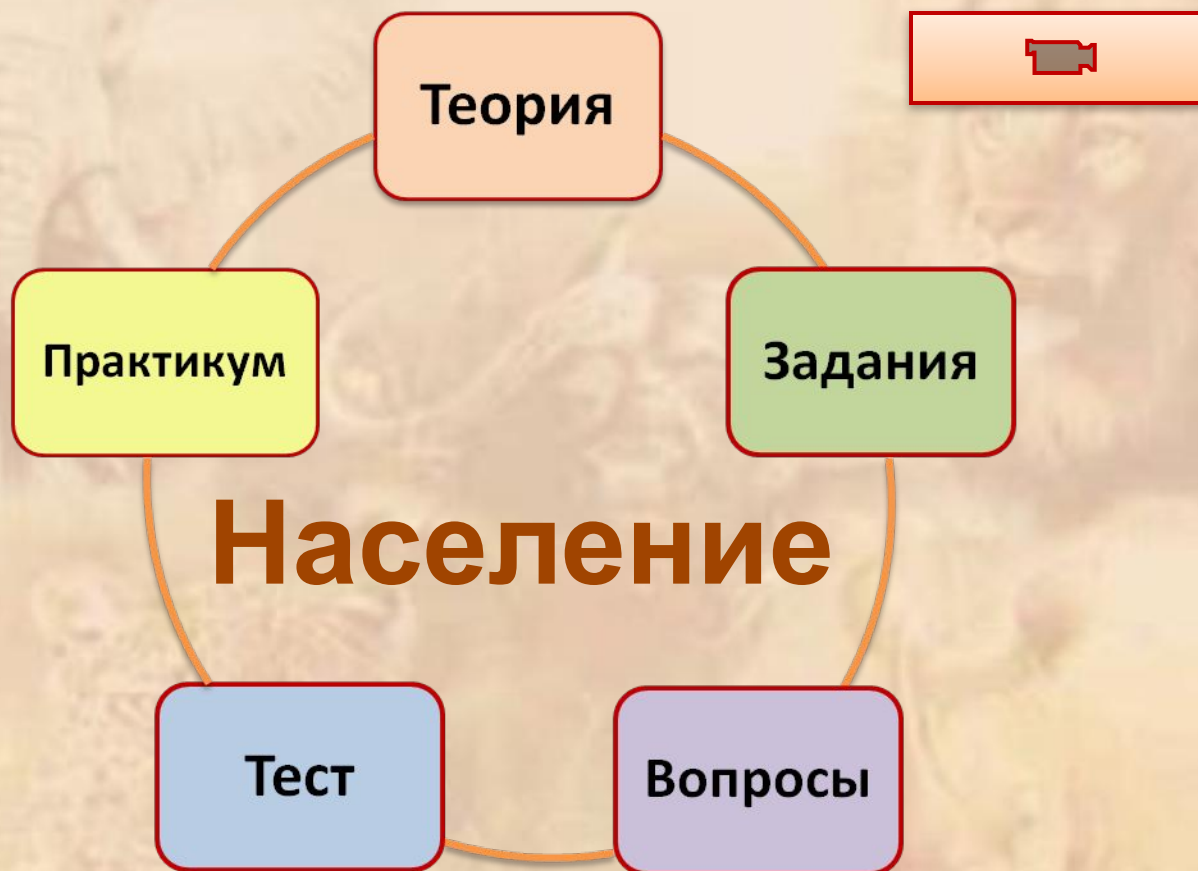 Теория
Практикум
Задания
Население
Тест
Вопросы